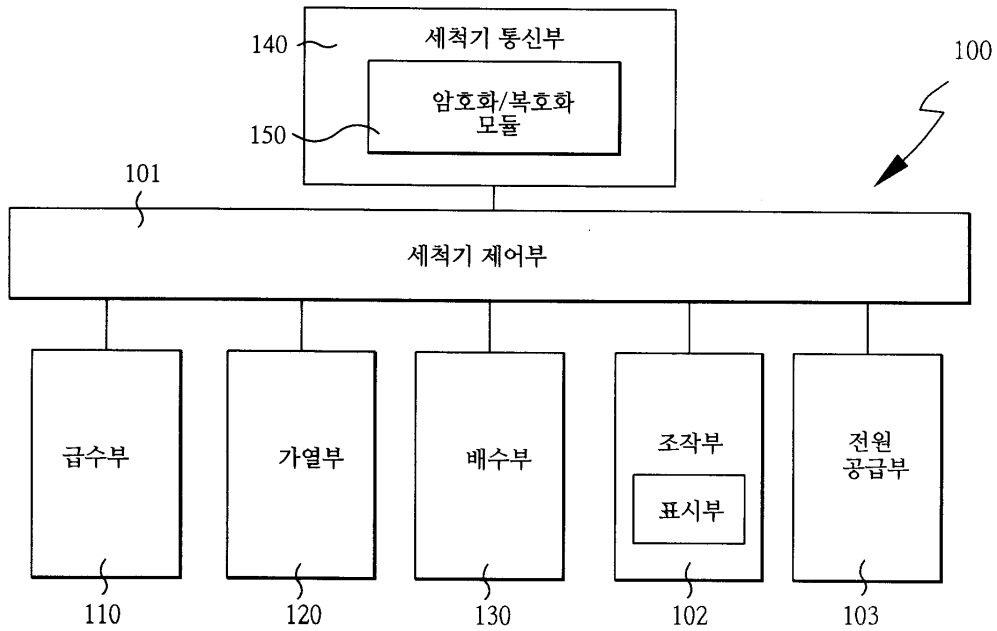 140
세척기 통신부
100
암호화/복호화
모듈
150
101
세척기 제어부
급수부
가열부
배수부
조작부
표시부
전원
공급부
110
120
130
102
103